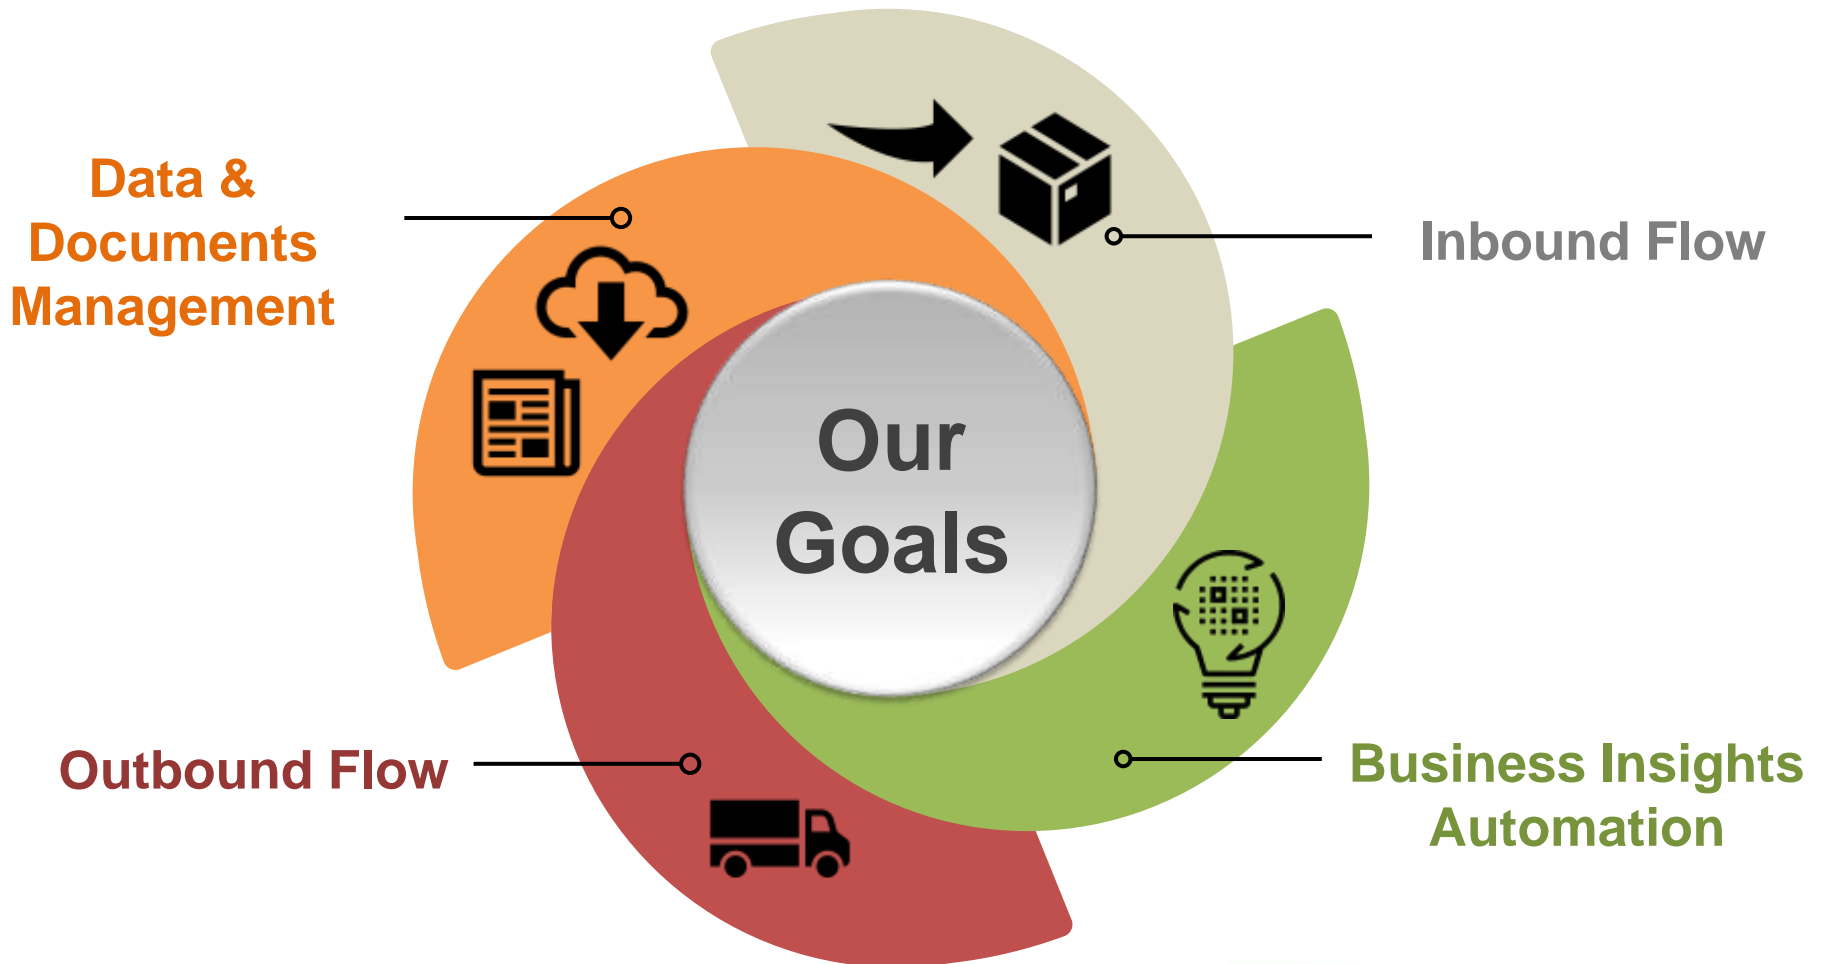 Data &
Documents
Management
Inbound Flow
Our
Goals
Outbound Flow
Business Insights
Automation